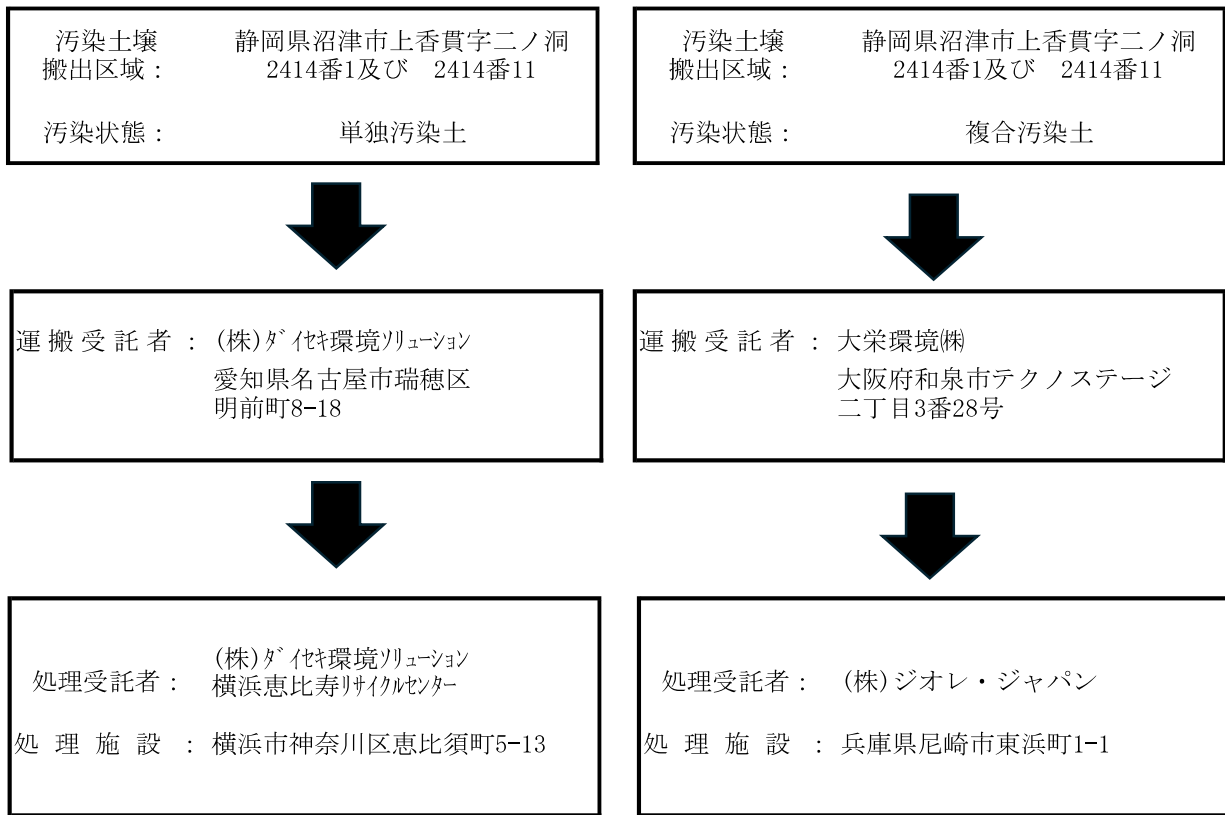 汚染土壌 静岡県沼津市上香貫字二ノ洞
搬出区域： 2414番1及び 2414番11
汚染状態： 単独汚染土
運搬受託者： (株)ﾀﾞｲｾｷ環境ｿﾘｭｰｼｮﾝ
愛知県名古屋市瑞穂区
明前町8-18
(株)ﾀﾞｲｾｷ環境ｿﾘｭｰｼｮﾝ
処理受託者： 横浜恵比寿ﾘｻｲｸﾙｾﾝﾀｰ
処理施設： 横浜市神奈川区恵比須町5-13
汚染土壌 静岡県沼津市上香貫字二ノ洞
搬出区域： 2414番1及び 2414番11
汚染状態： 複合汚染土
運搬受託者： 大栄環境㈱
大阪府和泉市テクノステージ
二丁目3番28号
処理受託者： (株)ジオレ・ジャパン
処理施設： 兵庫県尼崎市東浜町1-1